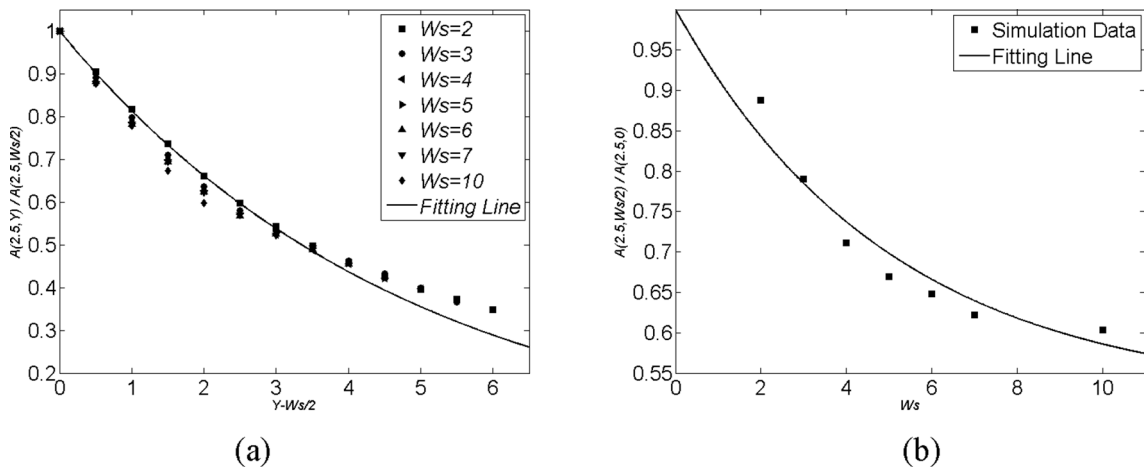 1
0.9
0.8
0.7
0.6
0.5
0.4
0.3
0.2
0 1 2 3 4 5 6
A(2.5,Y) / A(2.5,Ws/2)
Y-Ws/2
Ws=2
Ws=3
Ws=4
Ws=5
Ws=6
Ws=7
Ws=10
Fitting Line
(a)
0.95
0.9
0.85
0.8
0.75
0.7
0.65
0.6
0.55
0 2 4 6 8 10
A(2.5,Ws/2) / A(2.5,0)
Ws
Simulation Data
Fitting Line
(b)